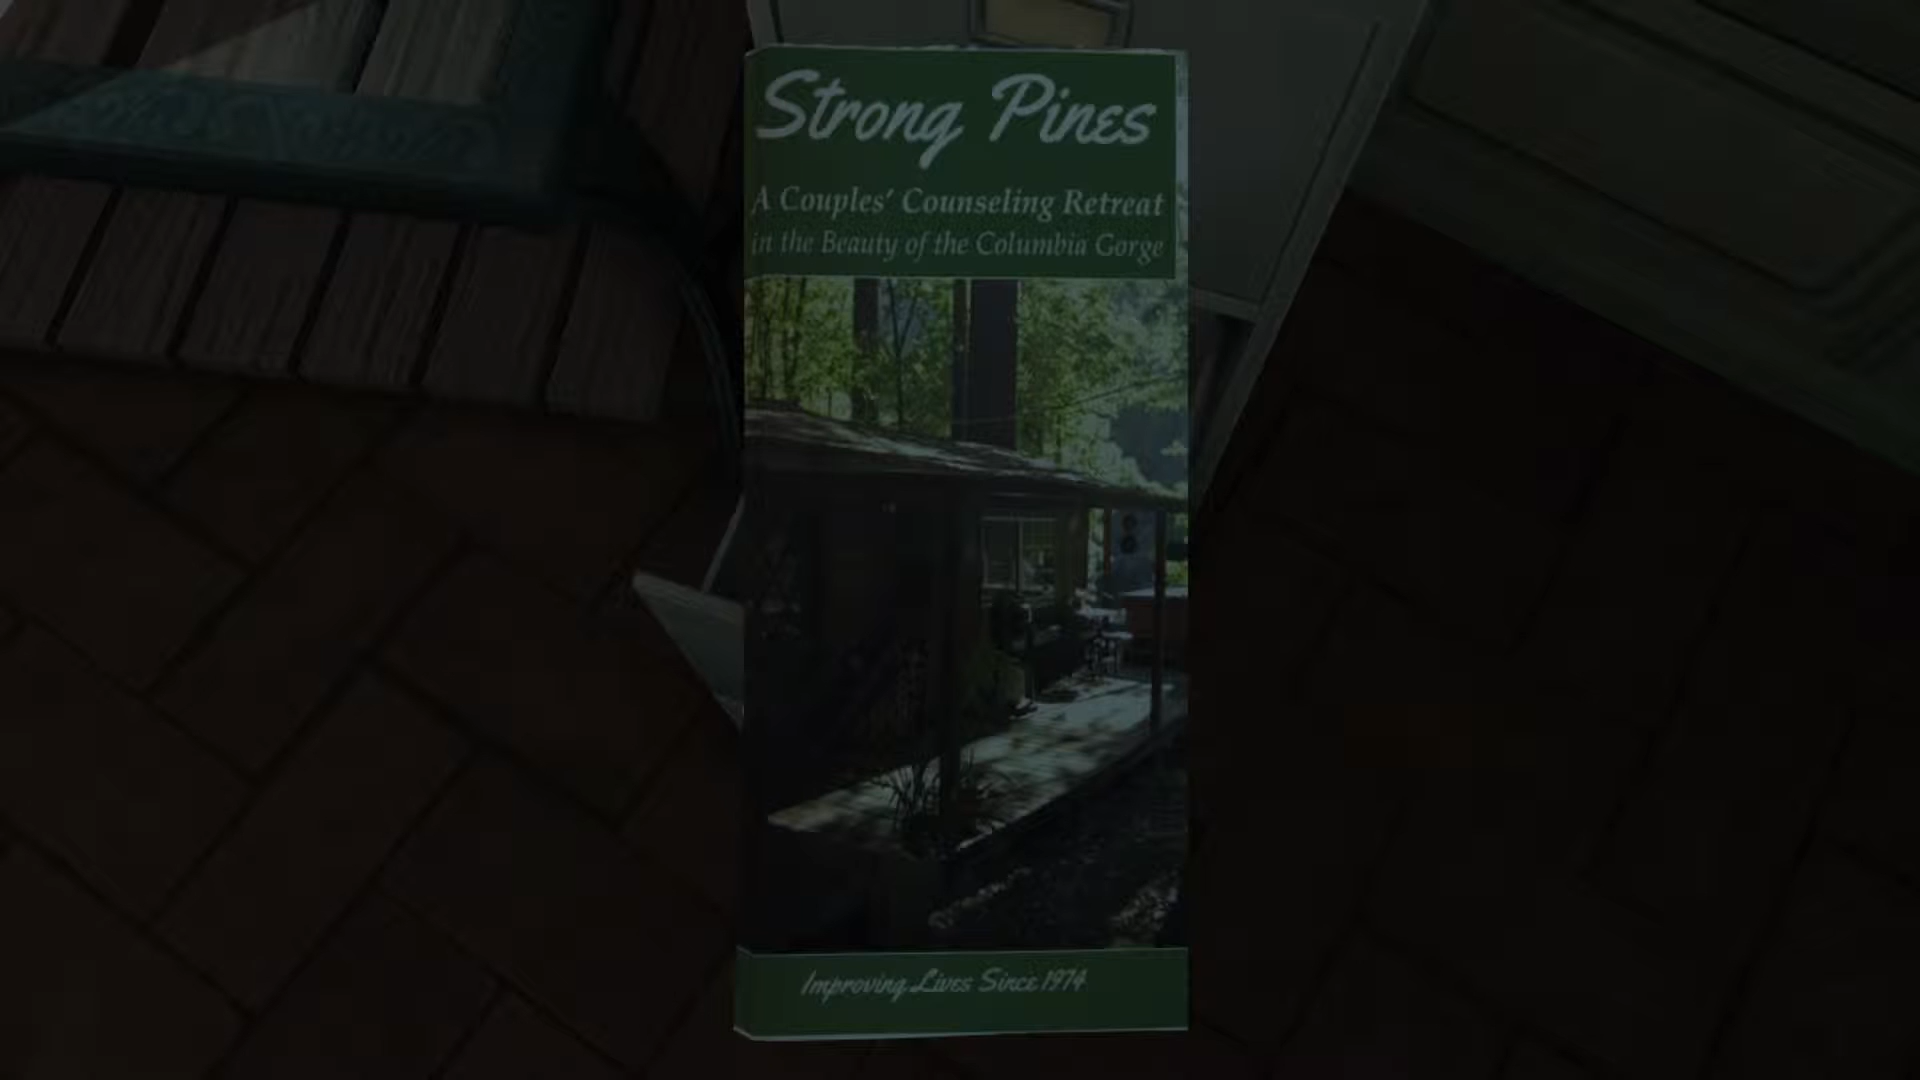 Strong Pines
A Couples' Counseling Retreat
in the Beauty of the Columbia Gorge
Improving Lives Since 1974